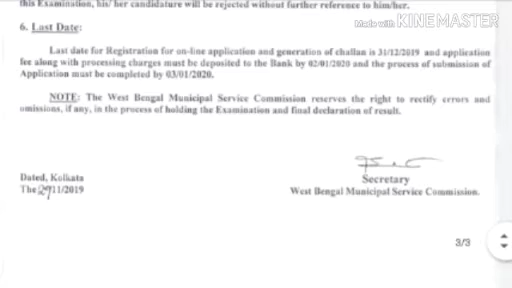 this Examination, his/ her candidature will be rejected without further reference to him/her.
Made with KINEMASTER
6. Last Date:
Last date for Registration for on-line application and generation of challan is 31/12/2019 and application
fee along with processing charges must be deposited to the Bank by 02/01/2020 and the process of submission of
Application must be completed by 03/01/2020.
NOTE: The West Bengal Municipal Service Commission reserves the right to rectify errors and
omissions, if any, in the process of holding the Examination and final declaration of result.
Dated, Kolkata
The 29/11/2019
Secretary
West Bengal Municipal Service Commission.
3/3